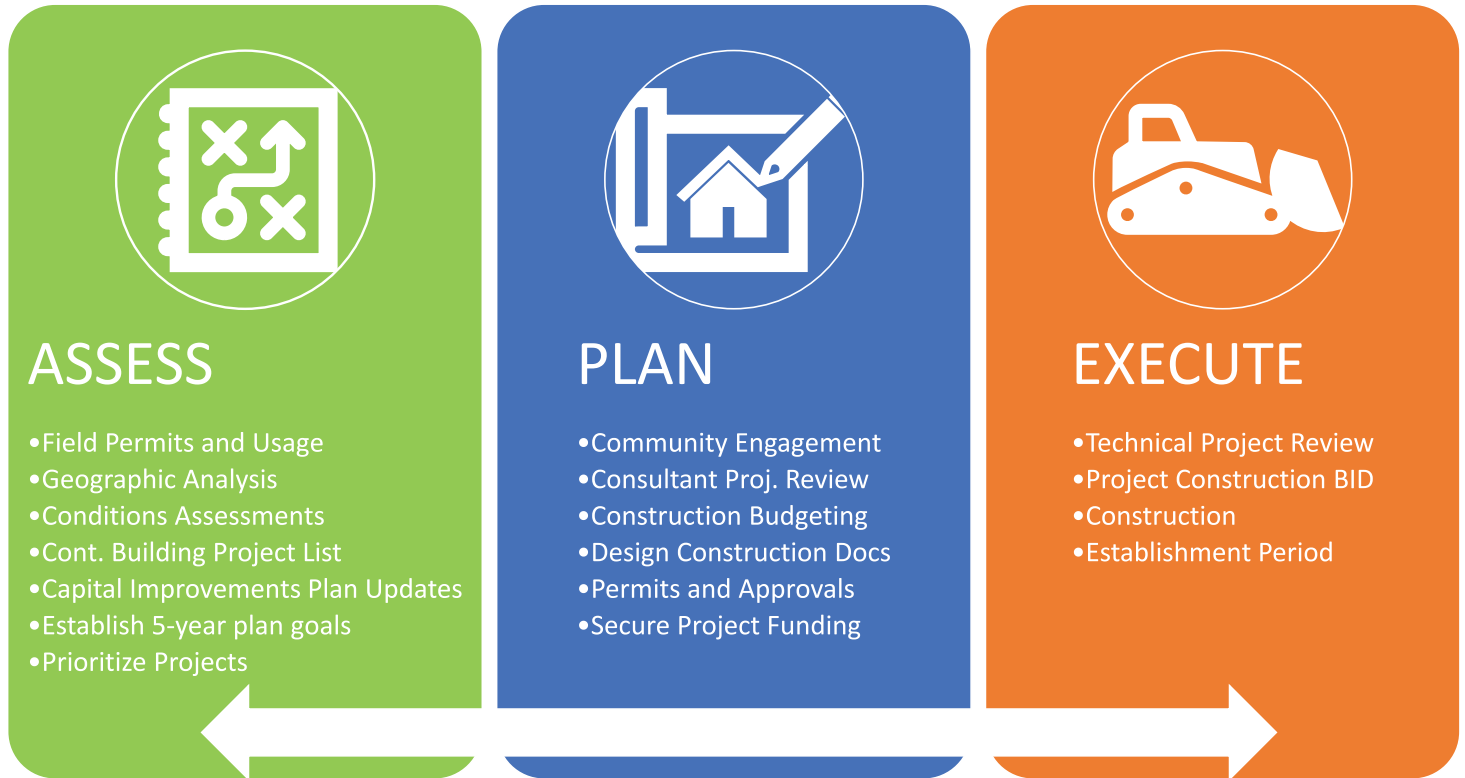 ASSESS
•Field Permits and Usage
•Geographic Analysis
•Conditions Assessments
•Cont. Building Project List
•Capital Improvements Plan Updates
•Establish 5-year plan goals
•Prioritize Projects
PLAN
•Community Engagement
•Consultant Proj. Review
•Construction Budgeting
•Design Construction Docs
•Permits and Approvals
•Secure Project Funding
EXECUTE
•Technical Project Review
•Project Construction BID
•Construction
•Establishment Period